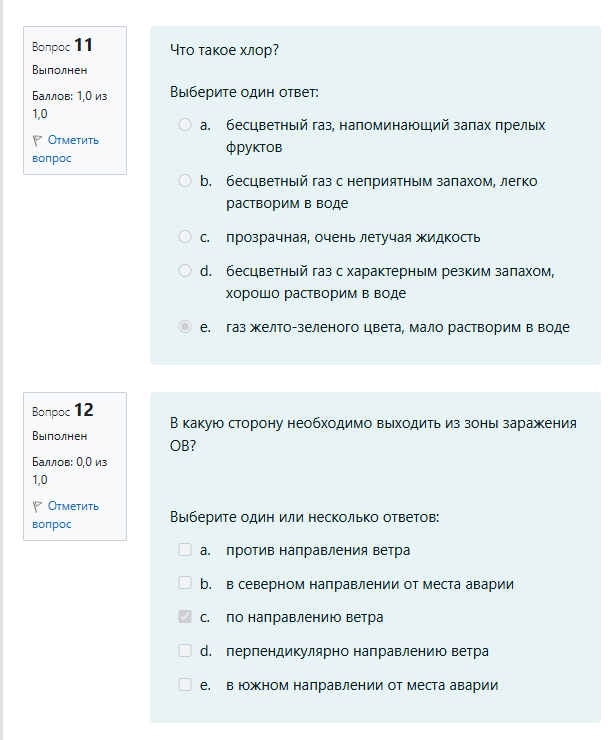 Вопрос 11
Выполнен
Баллов: 1,0 из
1,0
Отметить
вопрос
Что такое хлор?
Выберите один ответ:
a. бесцветный газ, напоминающий запах прелых
фруктов
b. бесцветный газ с неприятным запахом, легко
растворим в воде
c. прозрачная, очень летучая жидкость
d. бесцветный газ с характерным резким запахом,
хорошо растворим в воде
e. газ желто-зеленого цвета, мало растворим в воде
Вопрос 12
Выполнен
Баллов: 0,0 из
1,0
Отметить
вопрос
В какую сторону необходимо выходить из зоны заражения
ОВ?
Выберите один или несколько ответов:
a. против направления ветра
b. в северном направлении от места аварии
c. по направлению ветра
d. перпендикулярно направлению ветра
e. в южном направлении от места аварии